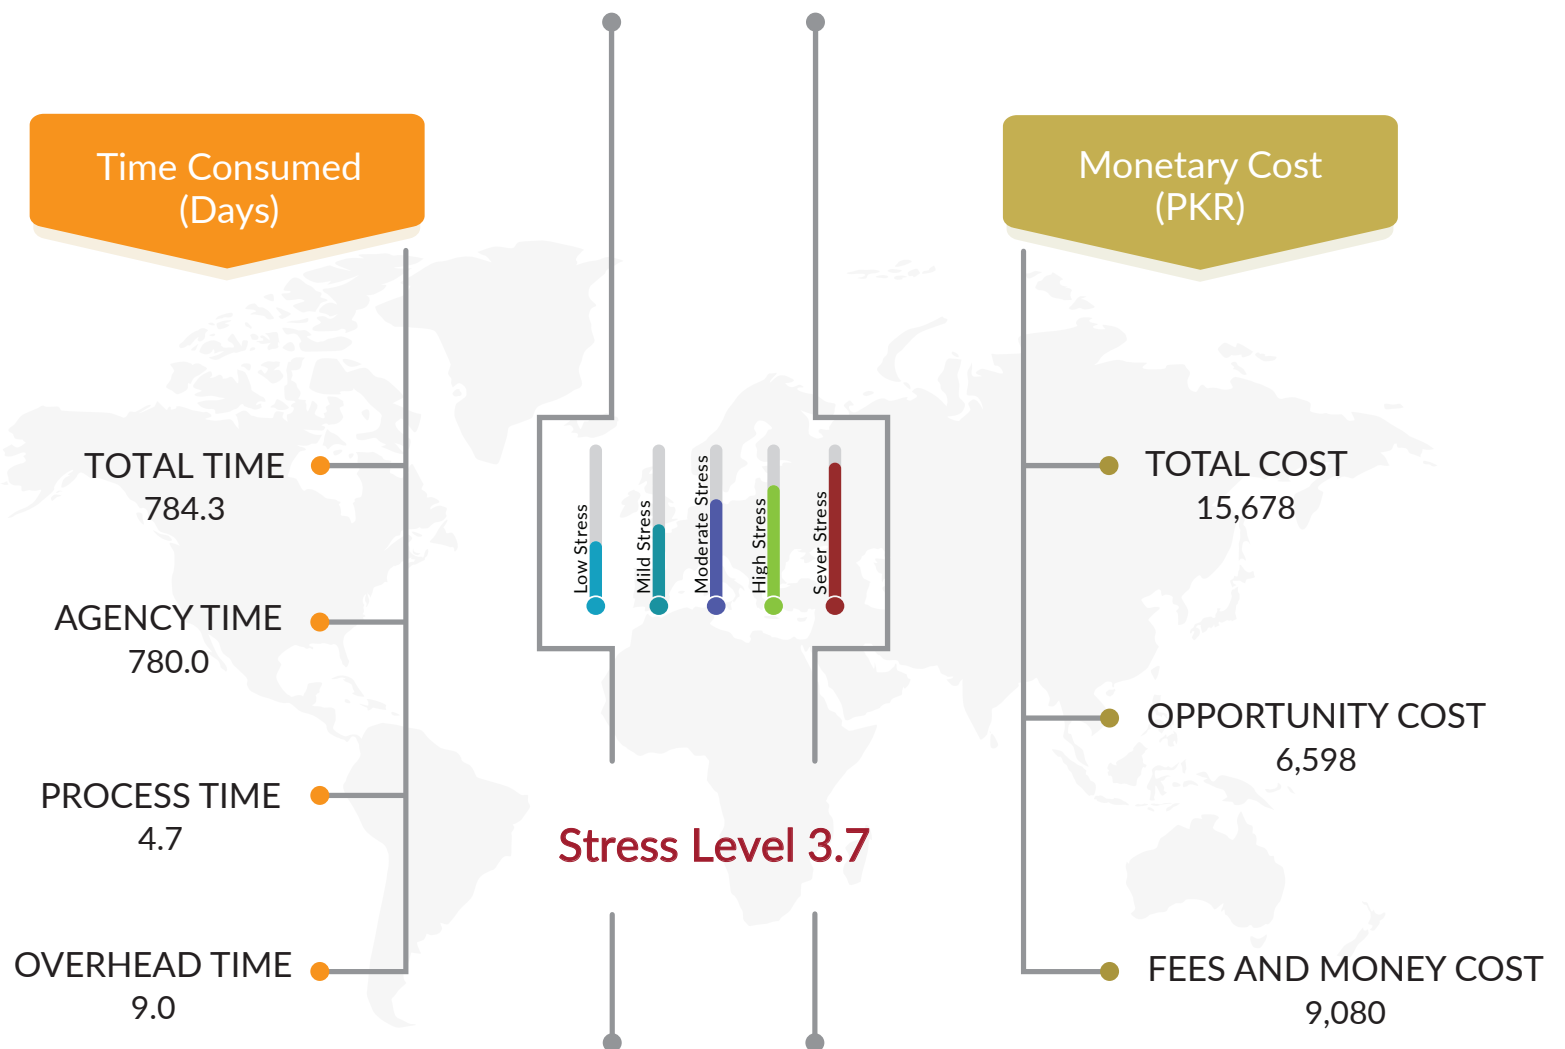 Time Consumed
(Days)
TOTAL TIME
784.3
AGENCY TIME
780.0
PROCESS TIME
4.7
OVERHEAD TIME
9.0
Low Stress
Mild Stress
Moderate Stress
High Stress
Sever Stress
Stress Level 3.7
Monetary Cost
(PKR)
TOTAL COST
15,678
OPPORTUNITY COST
6,598
FEES AND MONEY COST
9,080